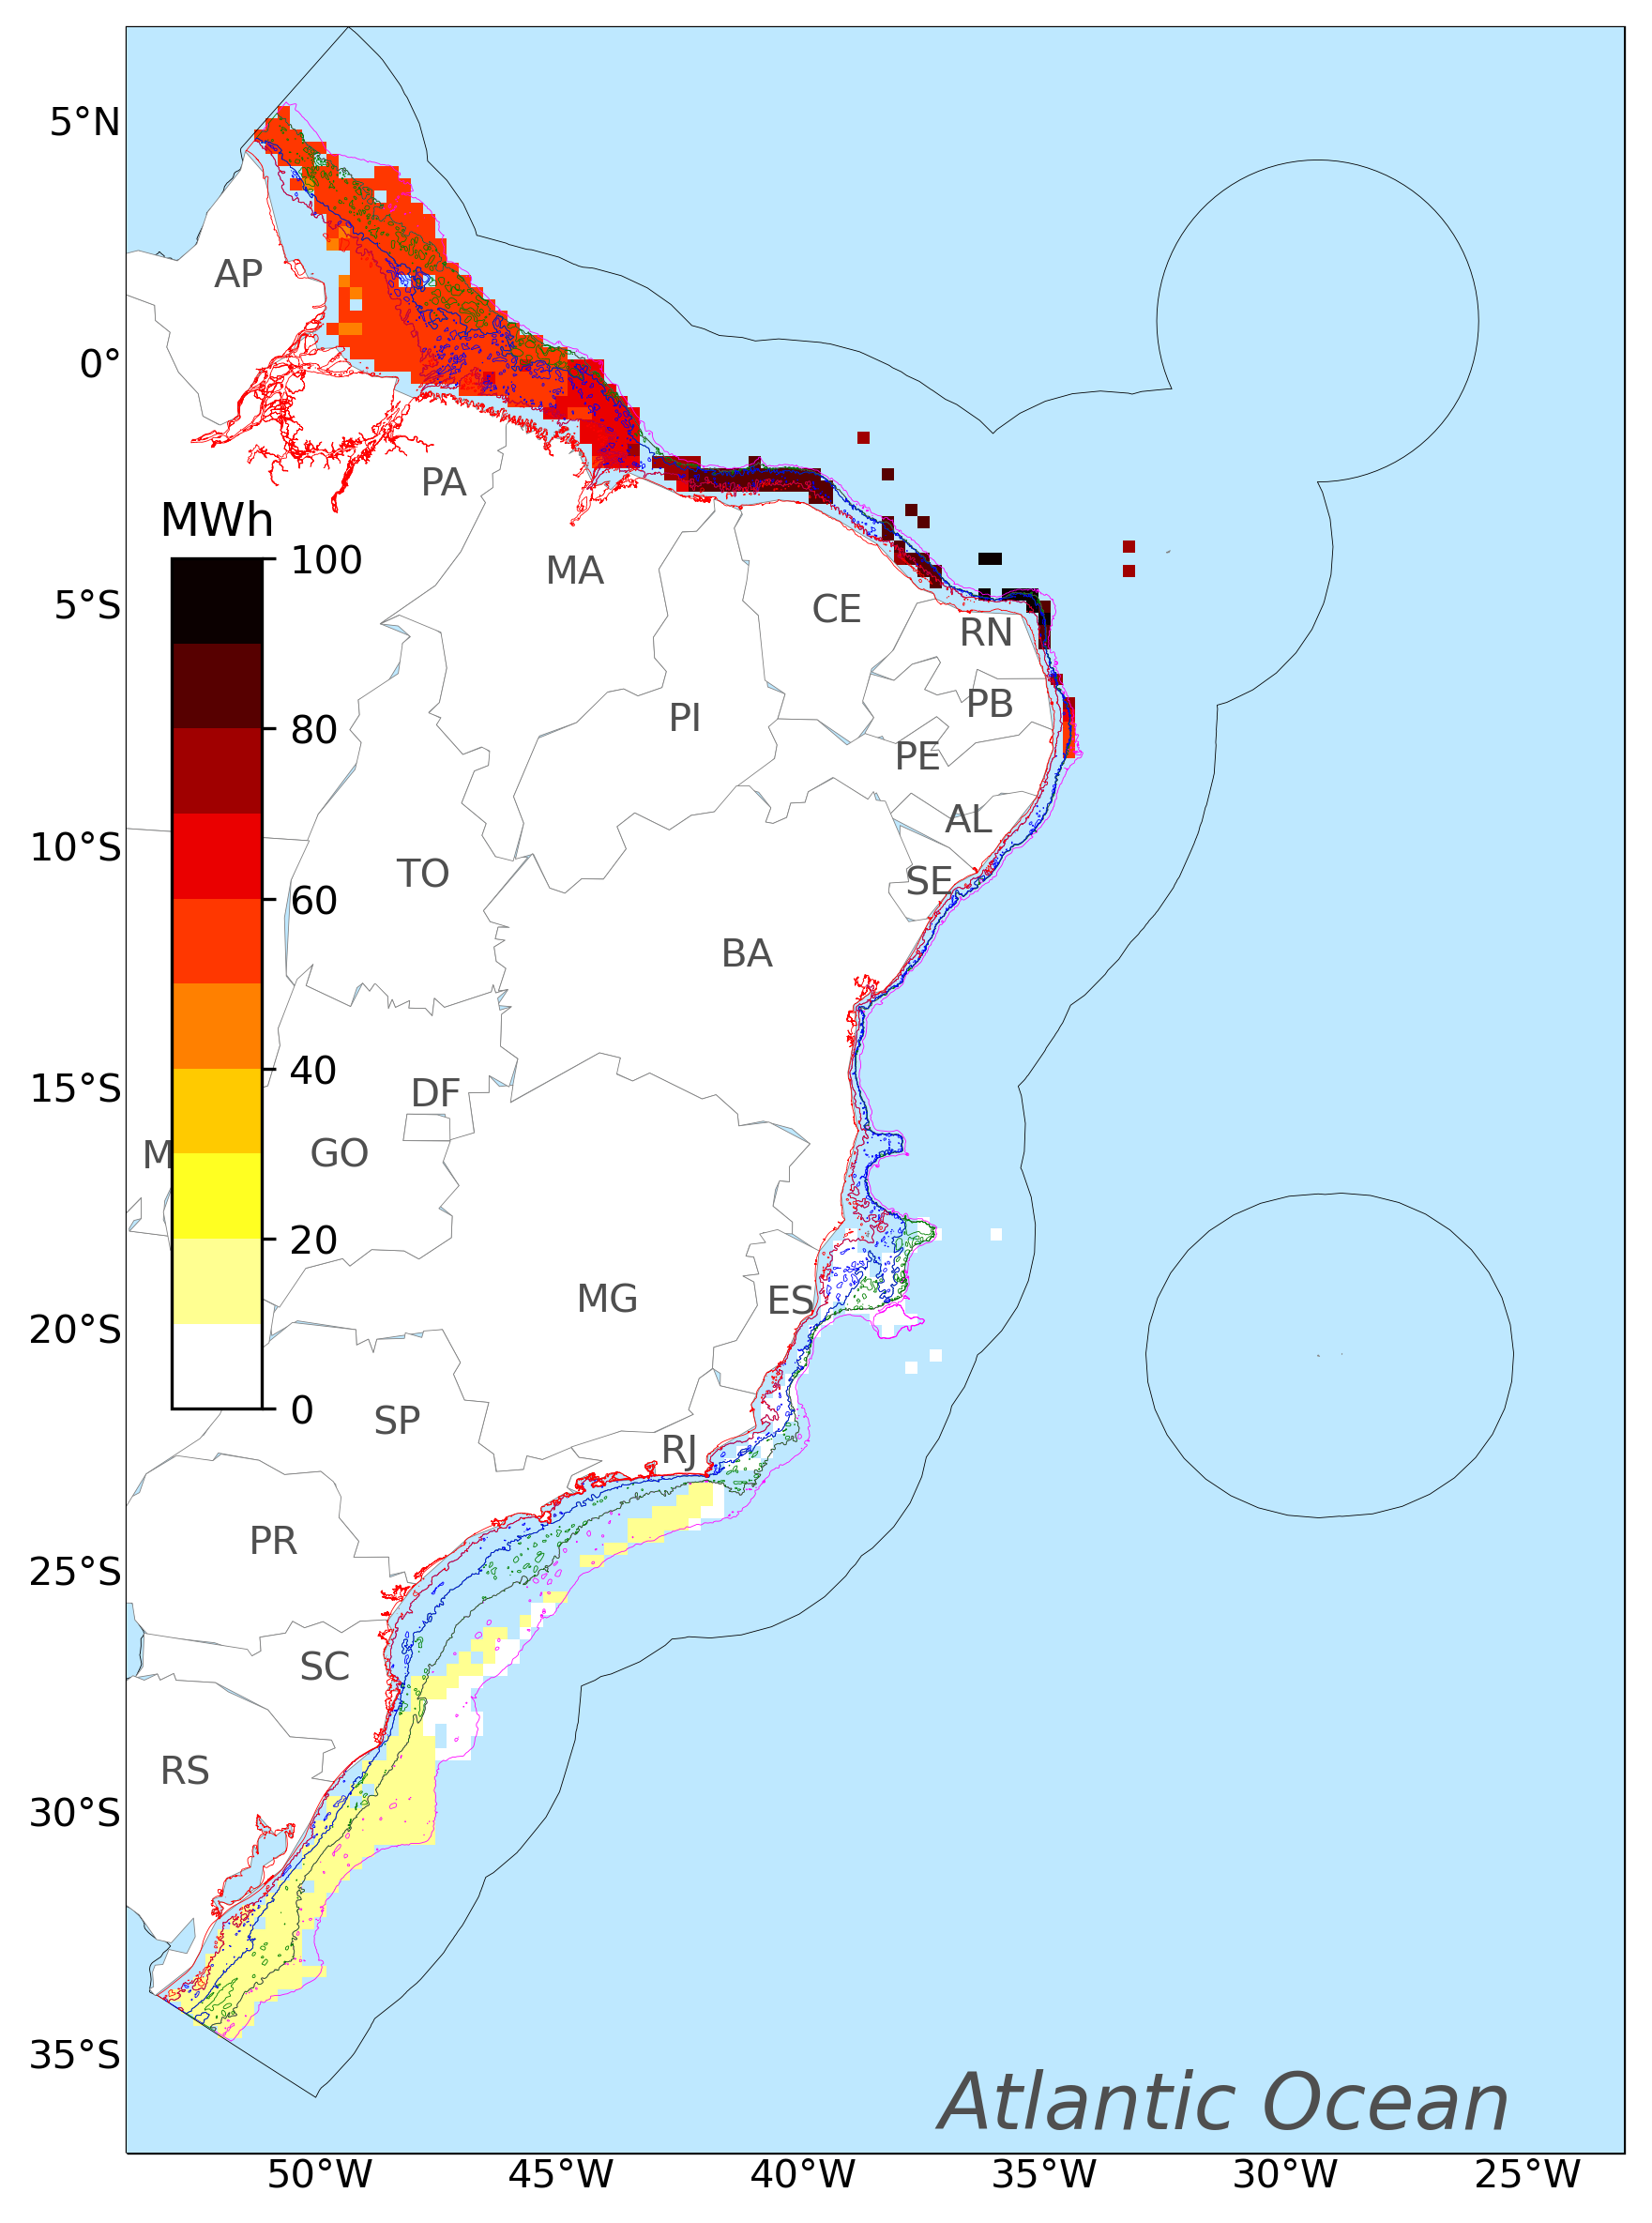 5°N
0°
5°S
10°S
15°S
20°S
25°S
30°S
35°S
50°W 45°W 40°W 35°W 30°W 25°W
MWh
100
80
60
40
20
0
AP
PA
MA
CE
RN
PI
PB
PE
AL
TO
SE
BA
DF
M
GO
MG
ES
SP
RJ
PR
SC
RS
Atlantic Ocean